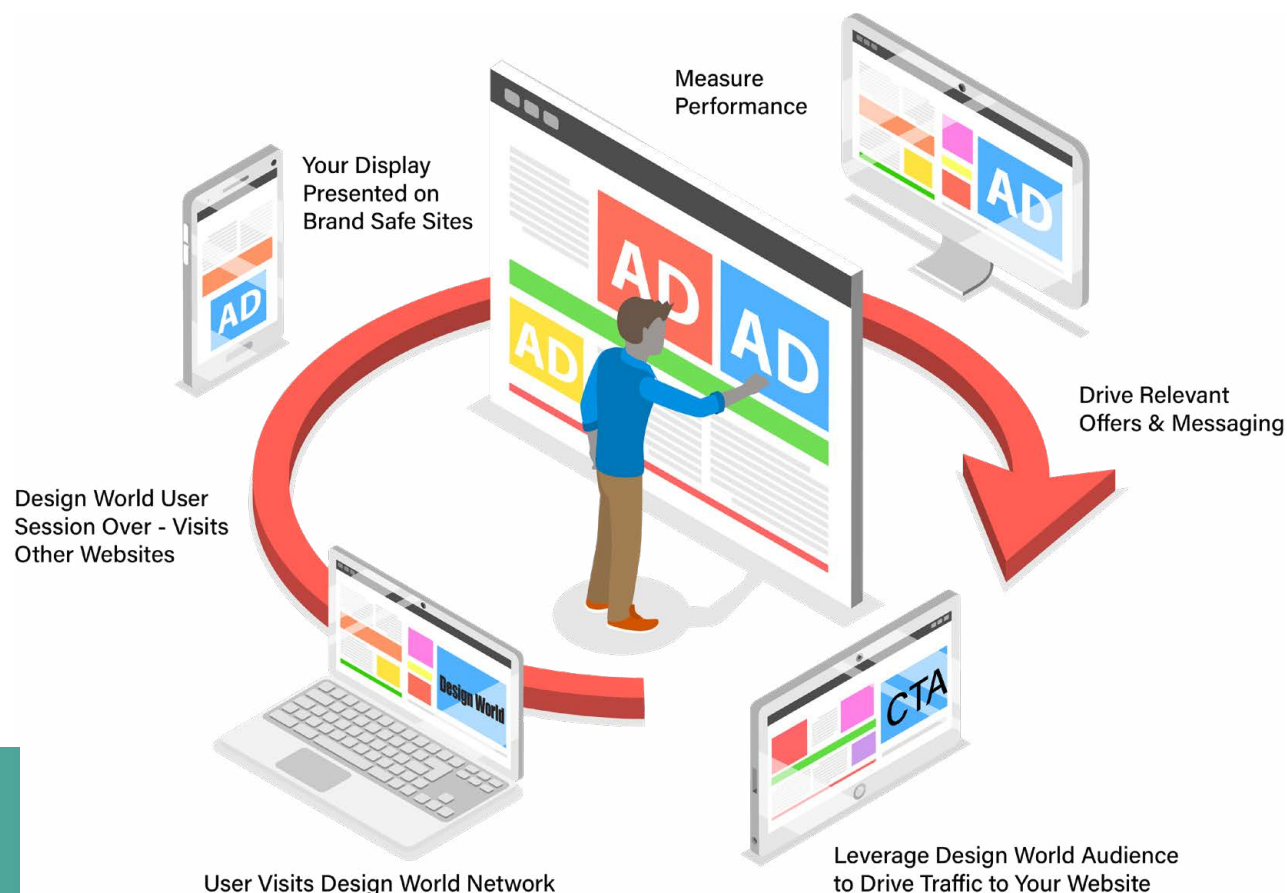 Measure
Performance
AD
Your Display
Presented on
Brand Safe Sites
AD
AD
AD
AD
Drive Relevant
Offers & Messaging
Design World User
Session Over - Visits
Other Websites
Design World
CTA
User Visits Design World Network
Leverage Design World Audience
to Drive Traffic to Your Website